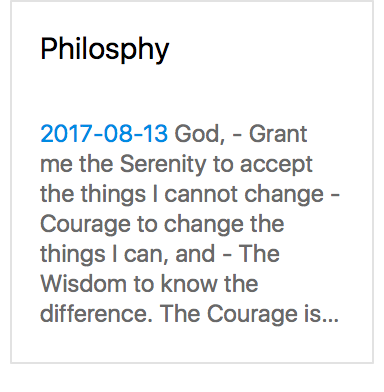 Philosphy
2017-08-13 God, - Grant
me the Serenity to accept
the things I cannot change -
Courage to change the
things I can, and - The
Wisdom to know the
difference. The Courage is...